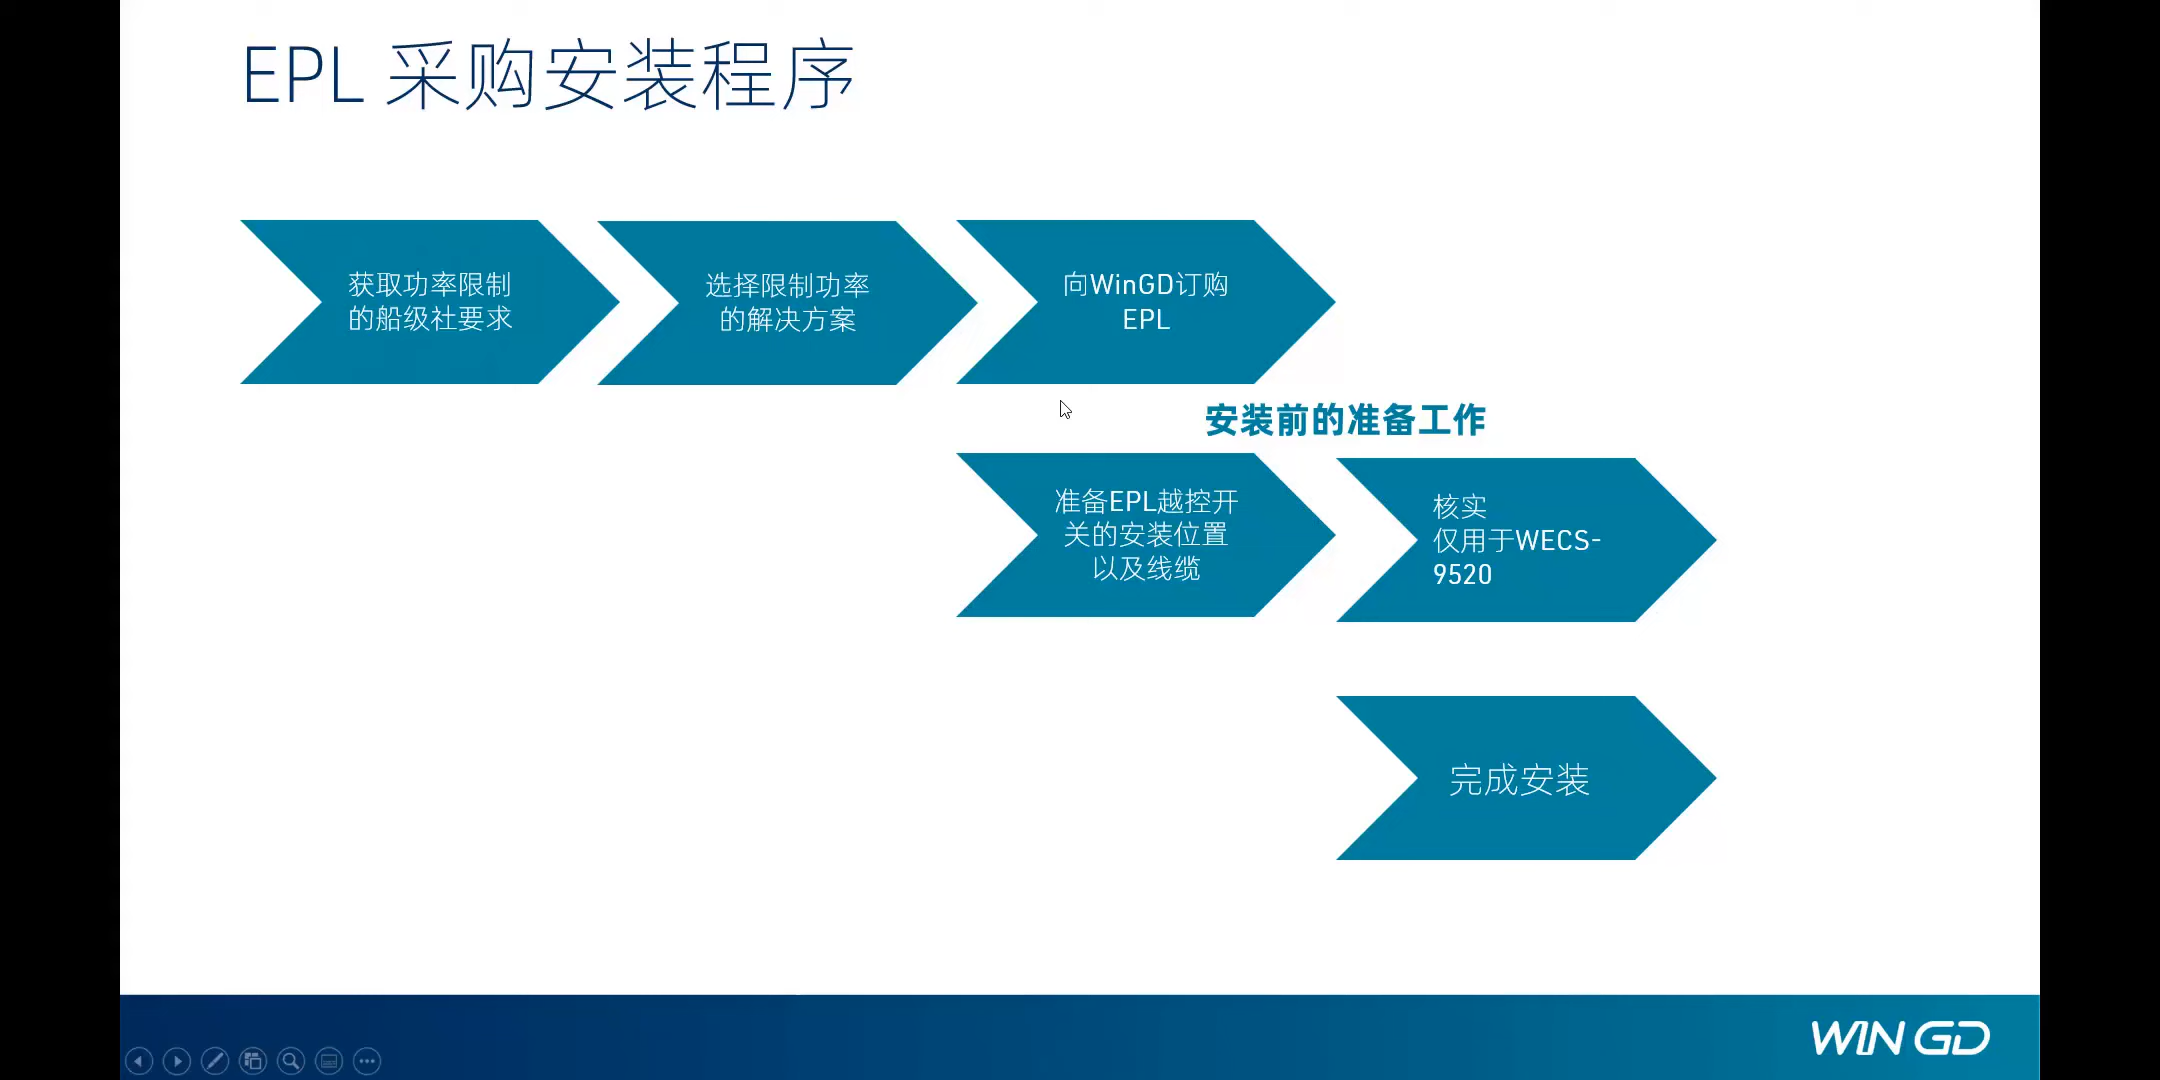 EPL 采购安装程序
获取功率限制
的船级社要求
选择限制功率
的解决方案
向WinGD订购
EPL
安装前的准备工作
准备EPL越控开
关的安装位置
以及线缆
核实
仅用于WECS-
9520
完成安装
WIN GD